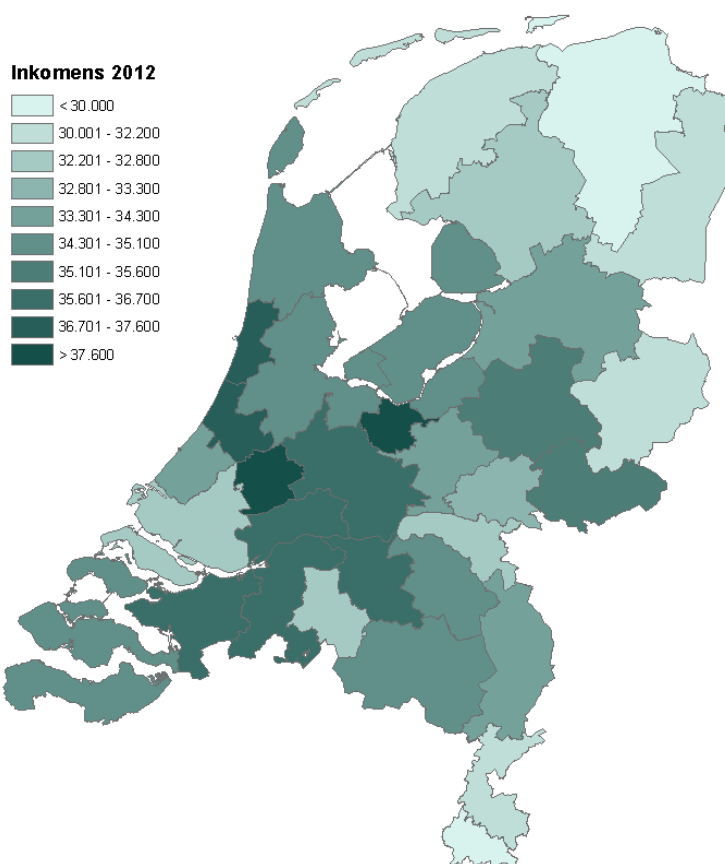 Inkomens 2012
< 30.000
30.001 - 32.200
32.201 - 32.800
32.801 - 33.300
33.301 - 34.300
34.301 - 35.100
35.101 - 35.600
35.601 - 36.700
36.701 - 37.600
> 37.600